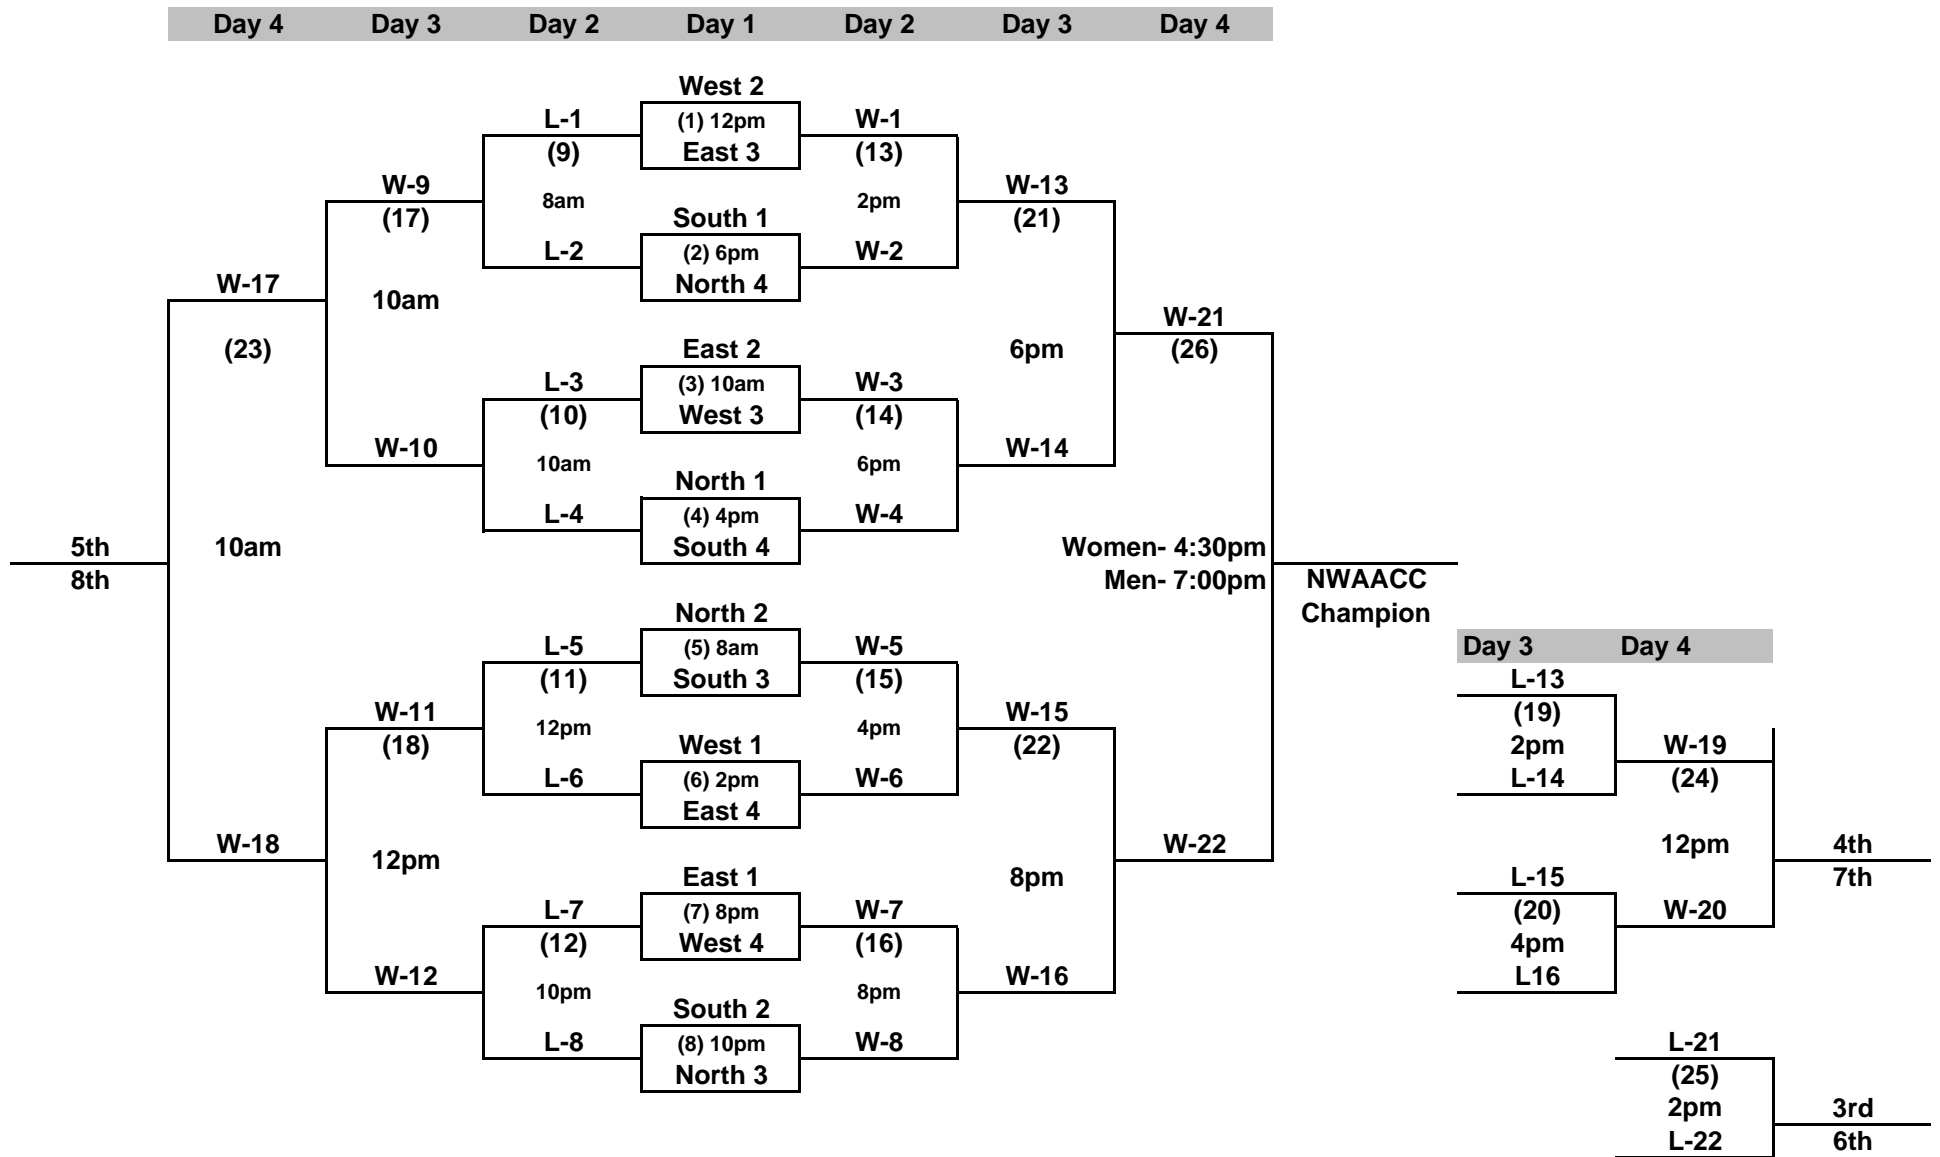 Day 4 Day 3 Day 2 Day 1 Day 2 Day 3 Day 4
West 2
L-1 (1) 12pm W-1
(9) East 3 (13)
W-9 8am 2pm W-13
(17) South 1 (21)
L-2 (2) 6pm W-2
W-17 North 4
10am
W-21
(23) East 2 6pm (26)
L-3 (3) 10am W-3
(10) West 3 (14)
W-10 10am 6pm W-14
North 1
L-4 (4) 4pm W-4
5th 10am South 4 Women- 4:30pm
8th Men- 7:00pm NWAACC
North 2 Champion
L-5 (5) 8am W-5 Day 3 Day 4
(11) South 3 (15) L-13
W-11 12pm 4pm W-15 (19)
(18) West 1 (22) 2pm W-19
L-6 (6) 2pm W-6 L-14 (24)
East 4
W-18 12pm W-22 12pm 4th
East 1 8pm L-15 7th
L-7 (7) 8pm W-7 (20) W-20
(12) West 4 (16) 4pm
W-12 10pm 8pm W-16 L16
South 2
L-8 (8) 10pm W-8 L-21
North 3 (25)
2pm 3rd
L-22 6th